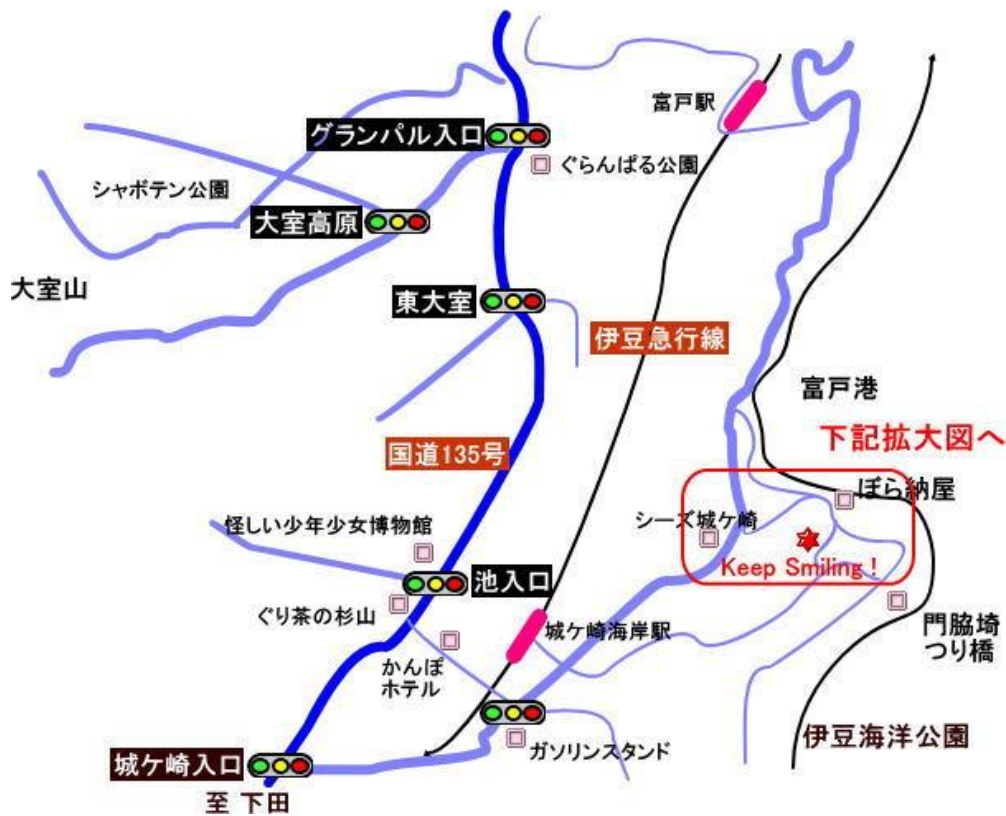 富戸駅
グランパル入口
ぐらんぱる公園
シャボテン公園
大室高原
大室山
東大室
伊豆急行線
富戸港
下記拡大図へ
国道135号
ぼら納屋
シーズ城ケ崎
怪しい少年少女博物館
Keep Smiling !
池入口
ぐり茶の杉山
城ケ崎海岸駅
門脇埼
つり橋
かんぽ
ホテル
伊豆海洋公園
ガソリンスタンド
城ケ崎入口
至 下田